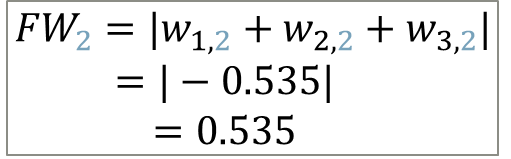 FW₂ = |w₁,₂ + w₂,₂ + w₃,₂|
= | − 0.535|
= 0.535